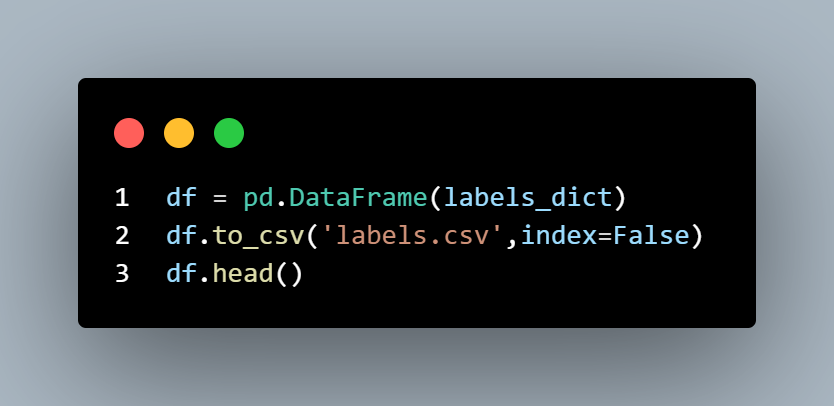 1 df = pd.DataFrame(labels_dict)
2 df.to_csv('labels.csv',index=False)
3 df.head()